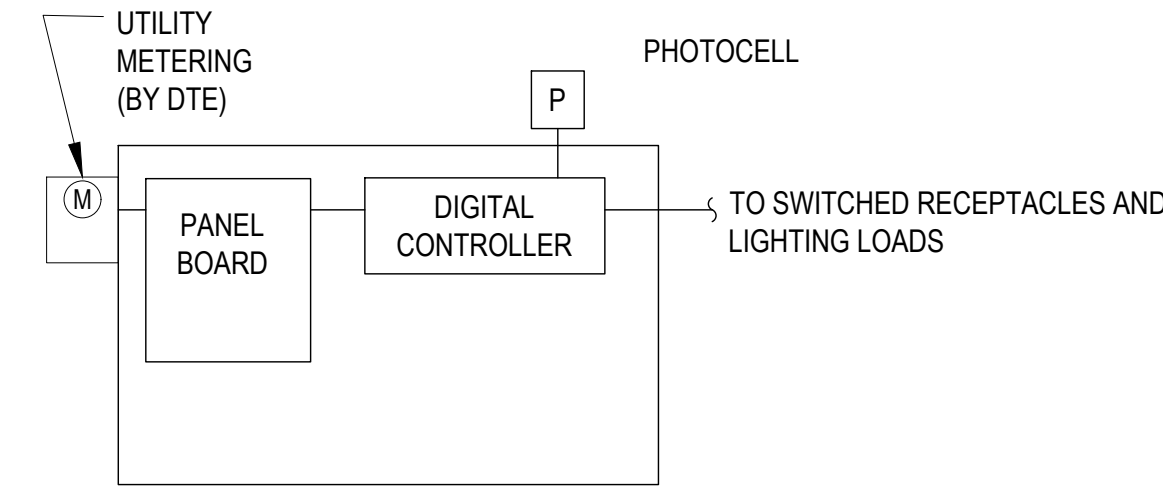 UTILITY
METERING
(BY DTE)
PHOTOCELL
P
M
PANEL
BOARD
DIGITAL
CONTROLLER
TO SWITCHED RECEPTACLES AND
LIGHTING LOADS